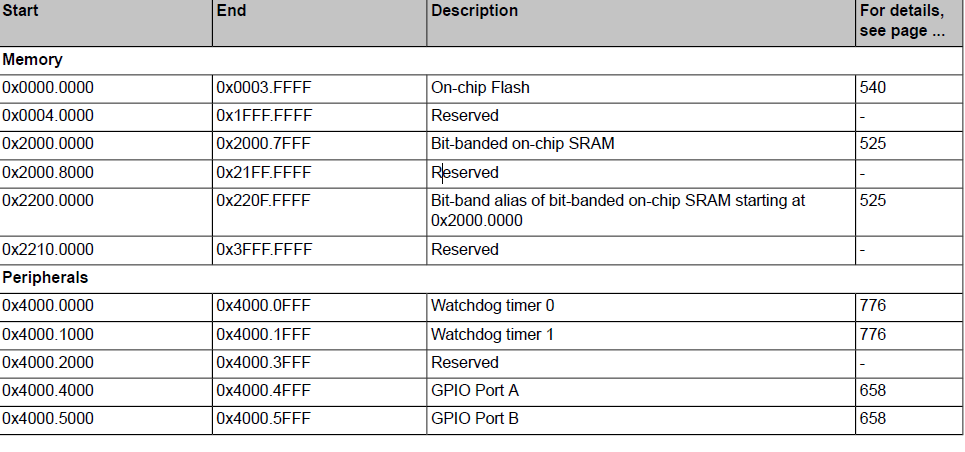 Start End Description For details,
see page ...
Memory
0x0000.0000 0x0003.FFFF On-chip Flash 540
0x0004.0000 0x1FFF.FFFF Reserved -
0x2000.0000 0x2000.7FFF Bit-banded on-chip SRAM 525
0x2000.8000 0x21FF.FFFF Reserved -
0x2200.0000 0x220F.FFFF Bit-band alias of bit-banded on-chip SRAM starting at 525
0x2000.0000
0x2210.0000 0x3FFF.FFFF Reserved -
Peripherals
0x4000.0000 0x4000.0FFF Watchdog timer 0 776
0x4000.1000 0x4000.1FFF Watchdog timer 1 776
0x4000.2000 0x4000.3FFF Reserved -
0x4000.4000 0x4000.4FFF GPIO Port A 658
0x4000.5000 0x4000.5FFF GPIO Port B 658